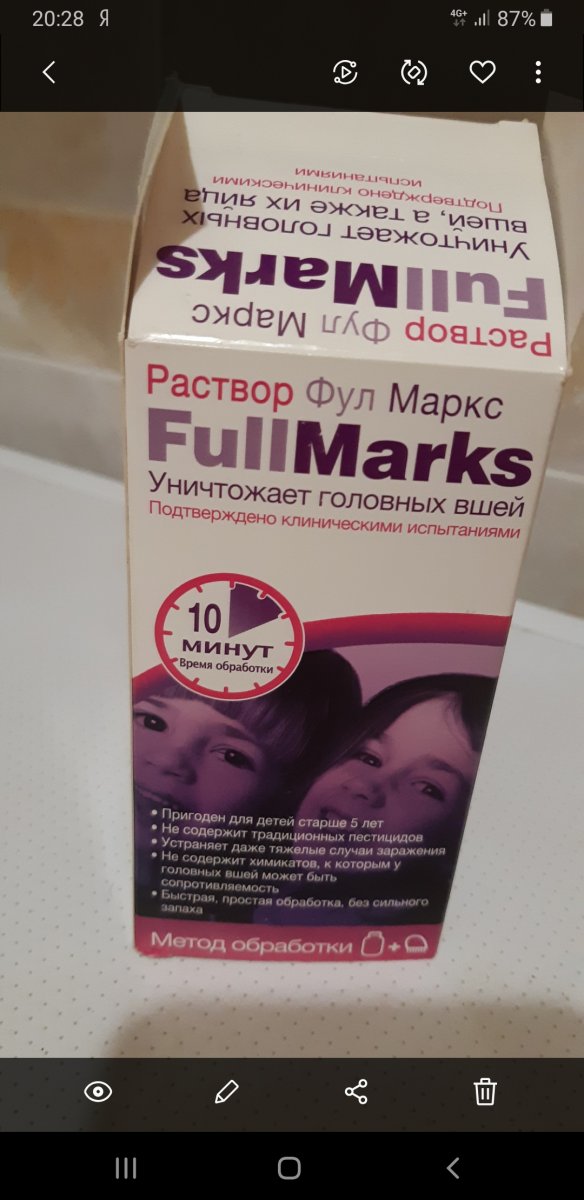 20:28 Я 4G+ 87%
испытаниями
Подтверждено клиническими
вшей, а также их яйца
Уничтожает головных
FullMarks
Раствор Фул Маркс
Раствор Фул Маркс
FullMarks
Уничтожает головных вшей
Подтверждено клиническими испытаниями
10
минут
Время обработки
• Пригоден для детей старше 5 лет
• Не содержит традиционных пестицидов
• Устраняет даже тяжелые случаи заражения
• Не содержит химикатов, к которым у
головных вшей может быть
сопротивляемость
• Быстрая, простая обработка, без сильного
запаха
Метод обработки +